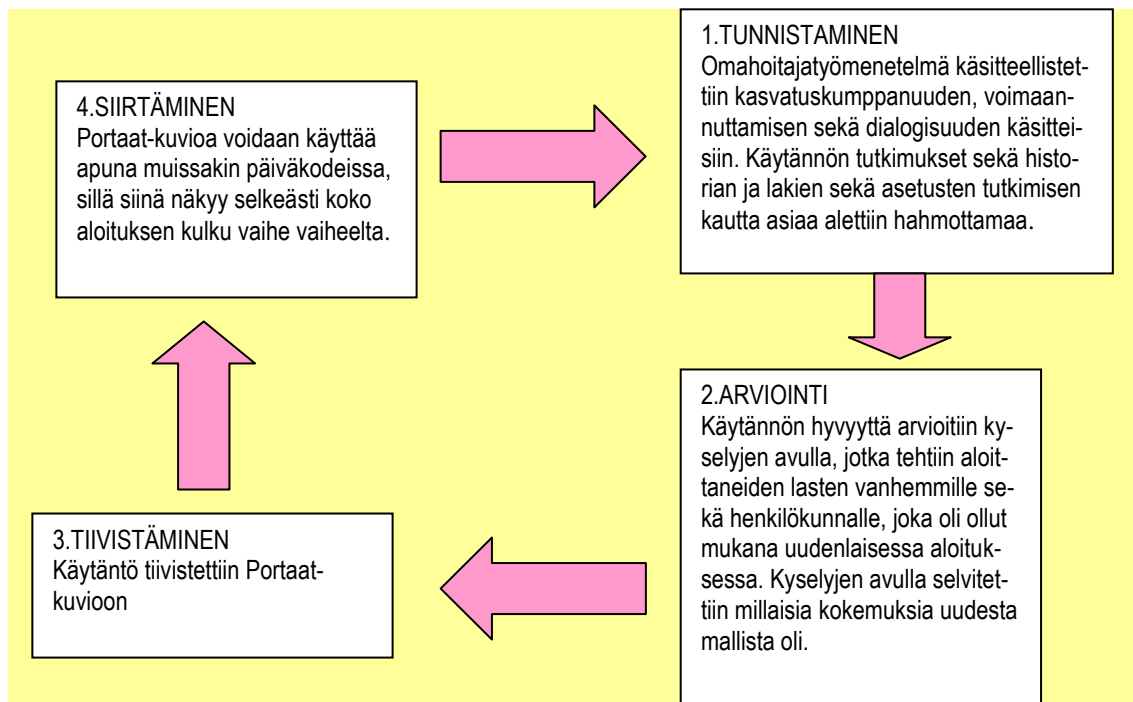 1.TUNNISTAMINEN
Omahoitajatyömenetelmä käsitteellistet-
tiin kasvatuskumppanuuden, voimaan-
nuttamisen sekä dialogisuuden käsittei-
siin. Käytännön tutkimukset sekä histo-
rian ja lakien sekä asetusten tutkimisen
kautta asiaa alettiin hahmottamaa.
2.ARVIOINTI
Käytännön hyvyyttä arvioitiin ky-
selyjen avulla, jotka tehtiin aloit-
taneiden lasten vanhemmille se-
kä henkilökunnalle, joka oli ollut
mukana uudenlaisessa aloituk-
sessa. Kyselyjen avulla selvitet-
tiin millaisia kokemuksia uudesta
mallista oli.
3.TIIVISTÄMINEN
Käytäntö tiivistettiin Portaat-
kuvioon
4.SIIRTÄMINEN
Portaat-kuvioa voidaan käyttää
apuna muissakin päiväkodeissa,
sillä siinä näkyy selkeästi koko
aloituksen kulku vaihe vaiheelta.